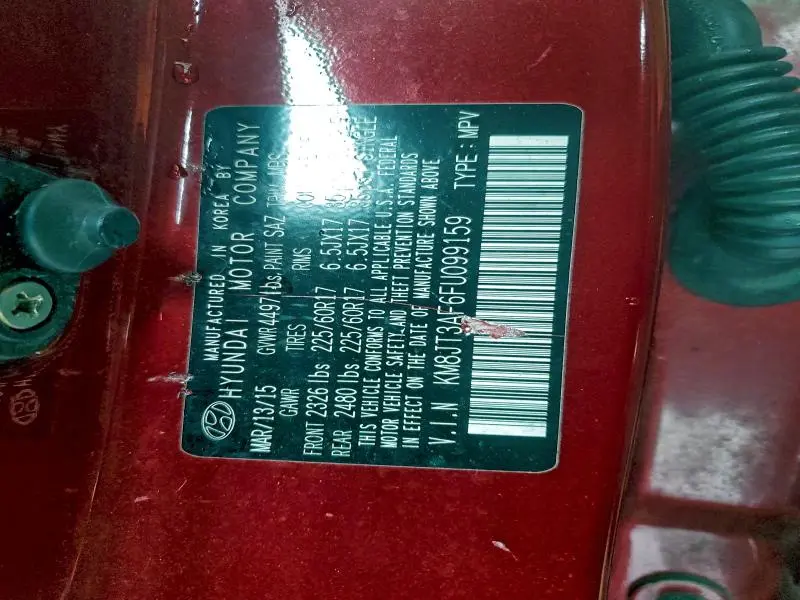 MANUFACTURED IN KOREA BY
HYUNDAI MOTOR COMPANY
MAR/13/15 GVWR 4497 lbs. PAINT SAZ TRIM MBS
GAWR TIRES RIMS
FRONT 2326 lbs 225/60R17 6.5JX17
REAR 2480 lbs 225/60R17 6.5JX17 SINGLE
THIS VEHICLE CONFORMS TO ALL APPLICABLE U.S.A. FEDERAL
MOTOR VEHICLE SAFETY AND THEFT PREVENTION STANDARDS
IN EFFECT ON THE DATE OF MANUFACTURE SHOWN ABOVE
V.I.N KM8JT3AF6FU099159 TYPE : MPV